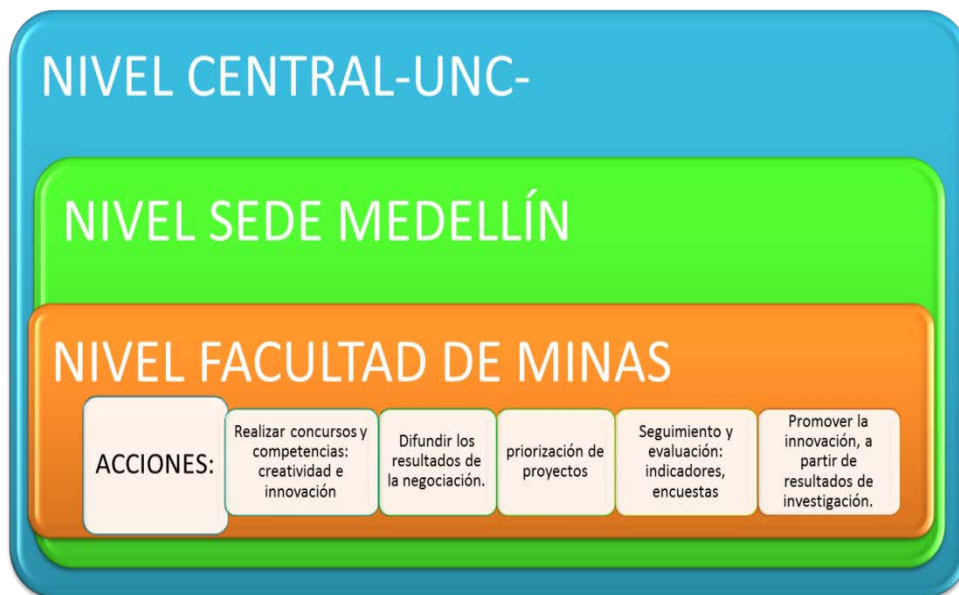 NIVEL CENTRAL-UNC-
NIVEL SEDE MEDELLÍN
NIVEL FACULTAD DE MINAS
ACCIONES:
Realizar concursos y
competencias:
creatividad e
innovación
Difundir los
resultados de
la negociación.
priorización de
proyectos
Seguimiento y
evaluación:
indicadores,
encuestas
Promover la
innovación, a
partir de
resultados de
investigación.